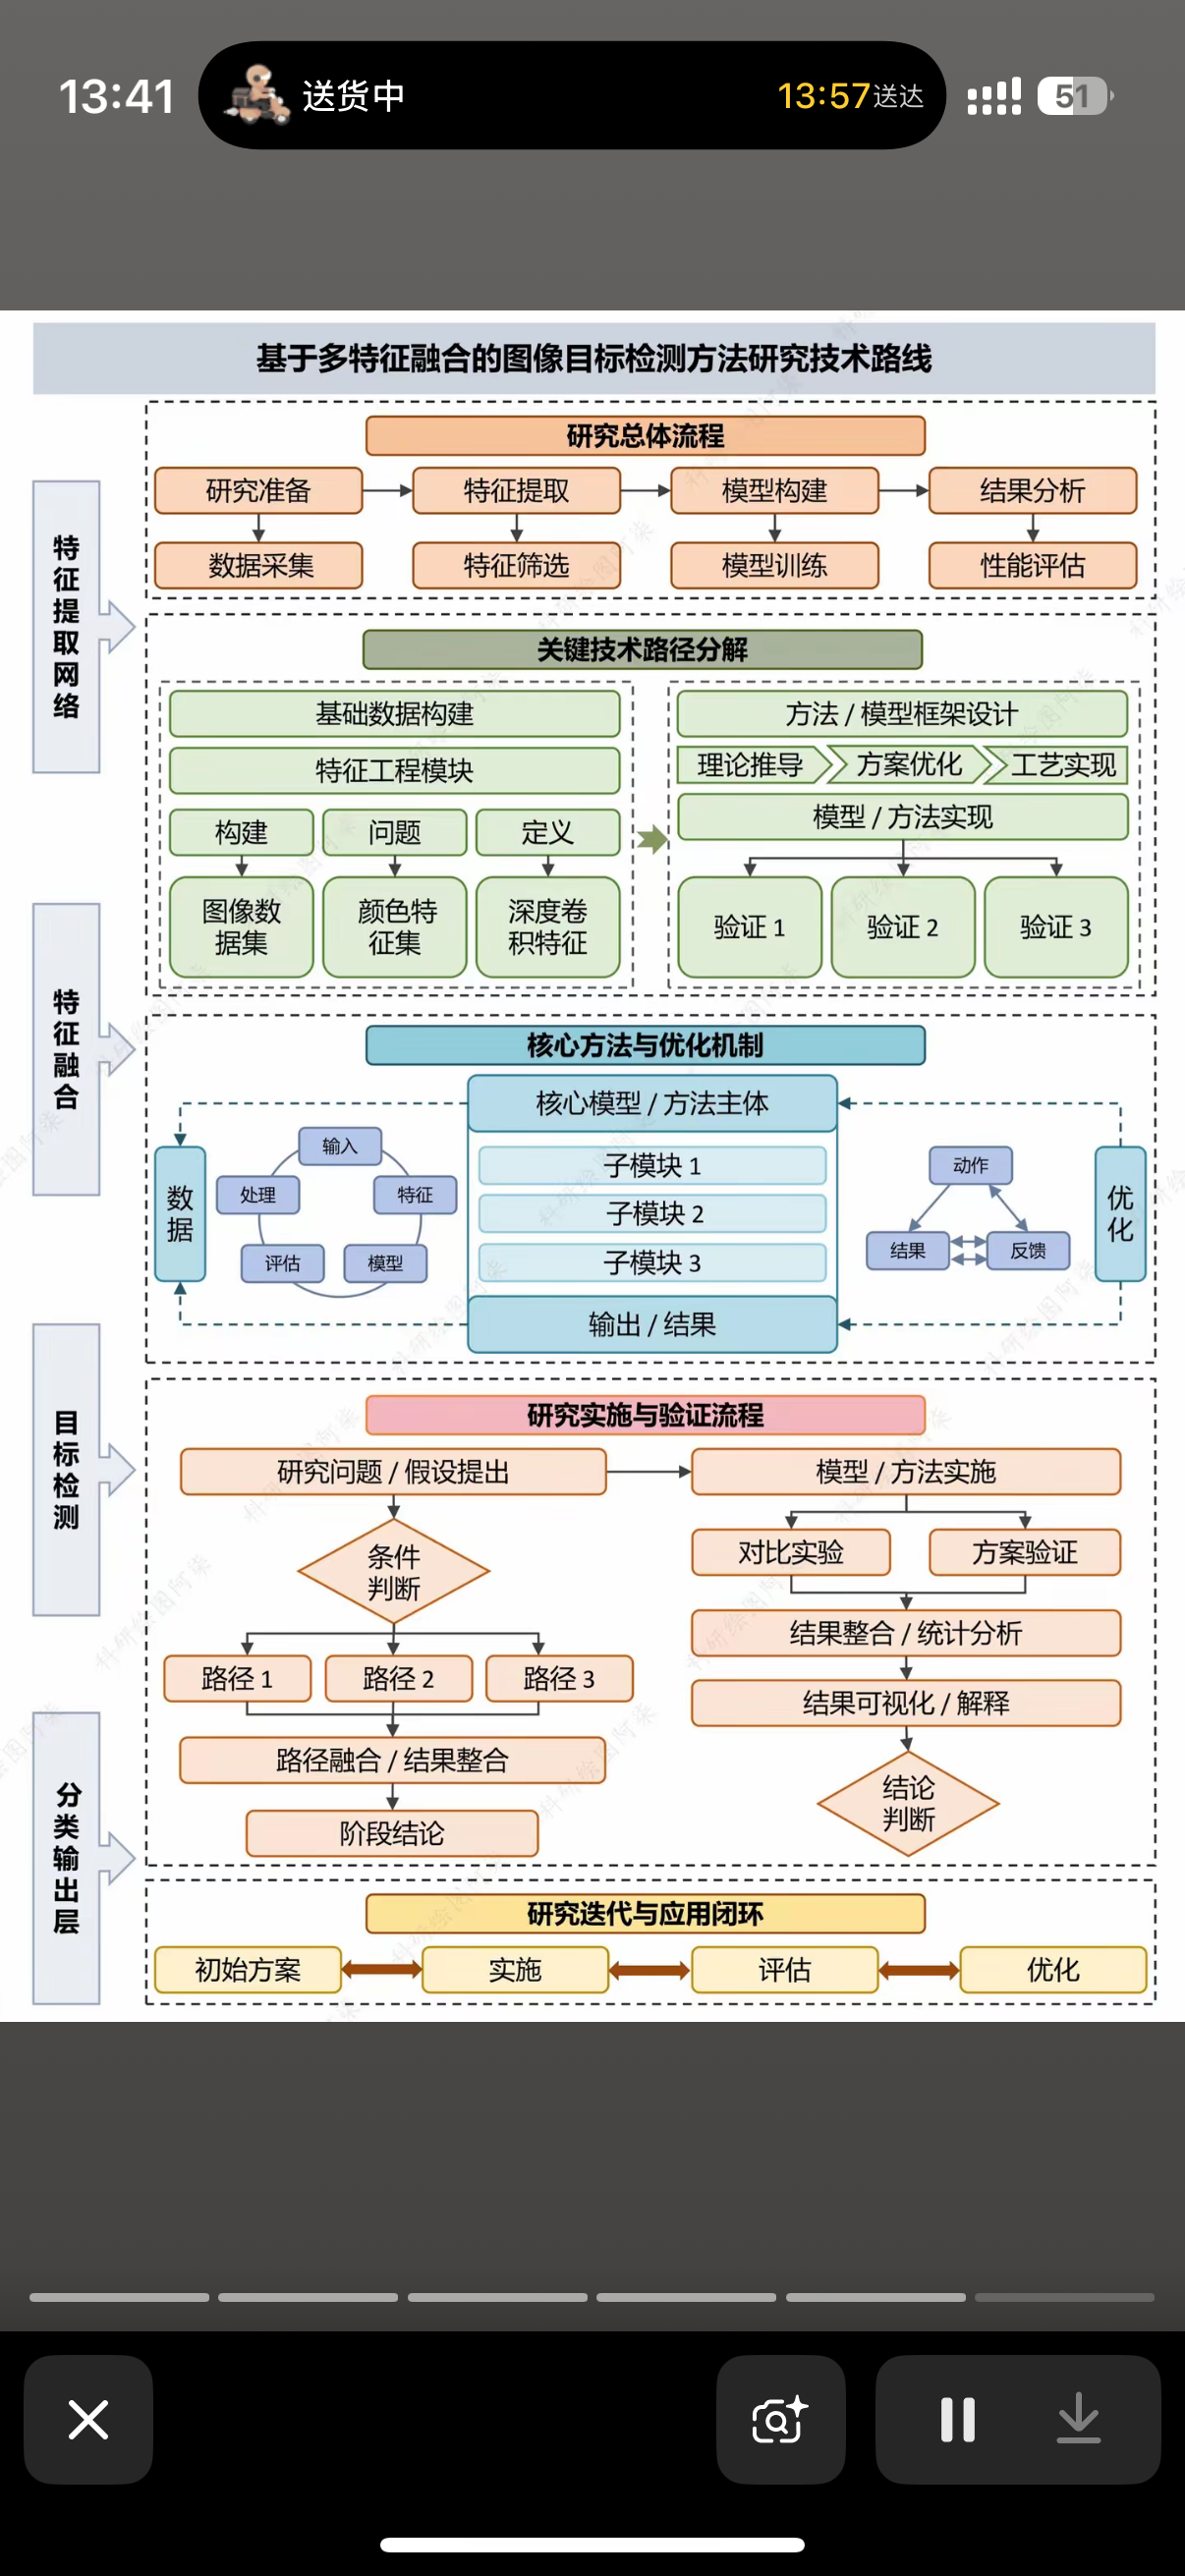 13:41
送货中
13:57送达
51
基于多特征融合的图像目标检测方法研究技术路线
特征提取网络
特征融合
目标检测
分类输出层
研究总体流程
研究准备
特征提取
模型构建
结果分析
数据采集
特征筛选
模型训练
性能评估
关键技术路径分解
基础数据构建
特征工程模块
构建
问题
定义
图像数
据集
颜色特
征集
深度卷
积特征
方法 / 模型框架设计
理论推导
方案优化
工艺实现
模型 / 方法实现
验证 1
验证 2
验证 3
核心方法与优化机制
数据
输入
处理
特征
评估
模型
核心模型 / 方法主体
子模块 1
子模块 2
子模块 3
输出 / 结果
动作
结果
反馈
优化
研究实施与验证流程
研究问题 / 假设提出
条件
判断
路径 1
路径 2
路径 3
路径融合 / 结果整合
阶段结论
模型 / 方法实施
对比实验
方案验证
结果整合 / 统计分析
结果可视化 / 解释
结论
判断
研究迭代与应用闭环
初始方案
实施
评估
优化
科研绘图阿柒